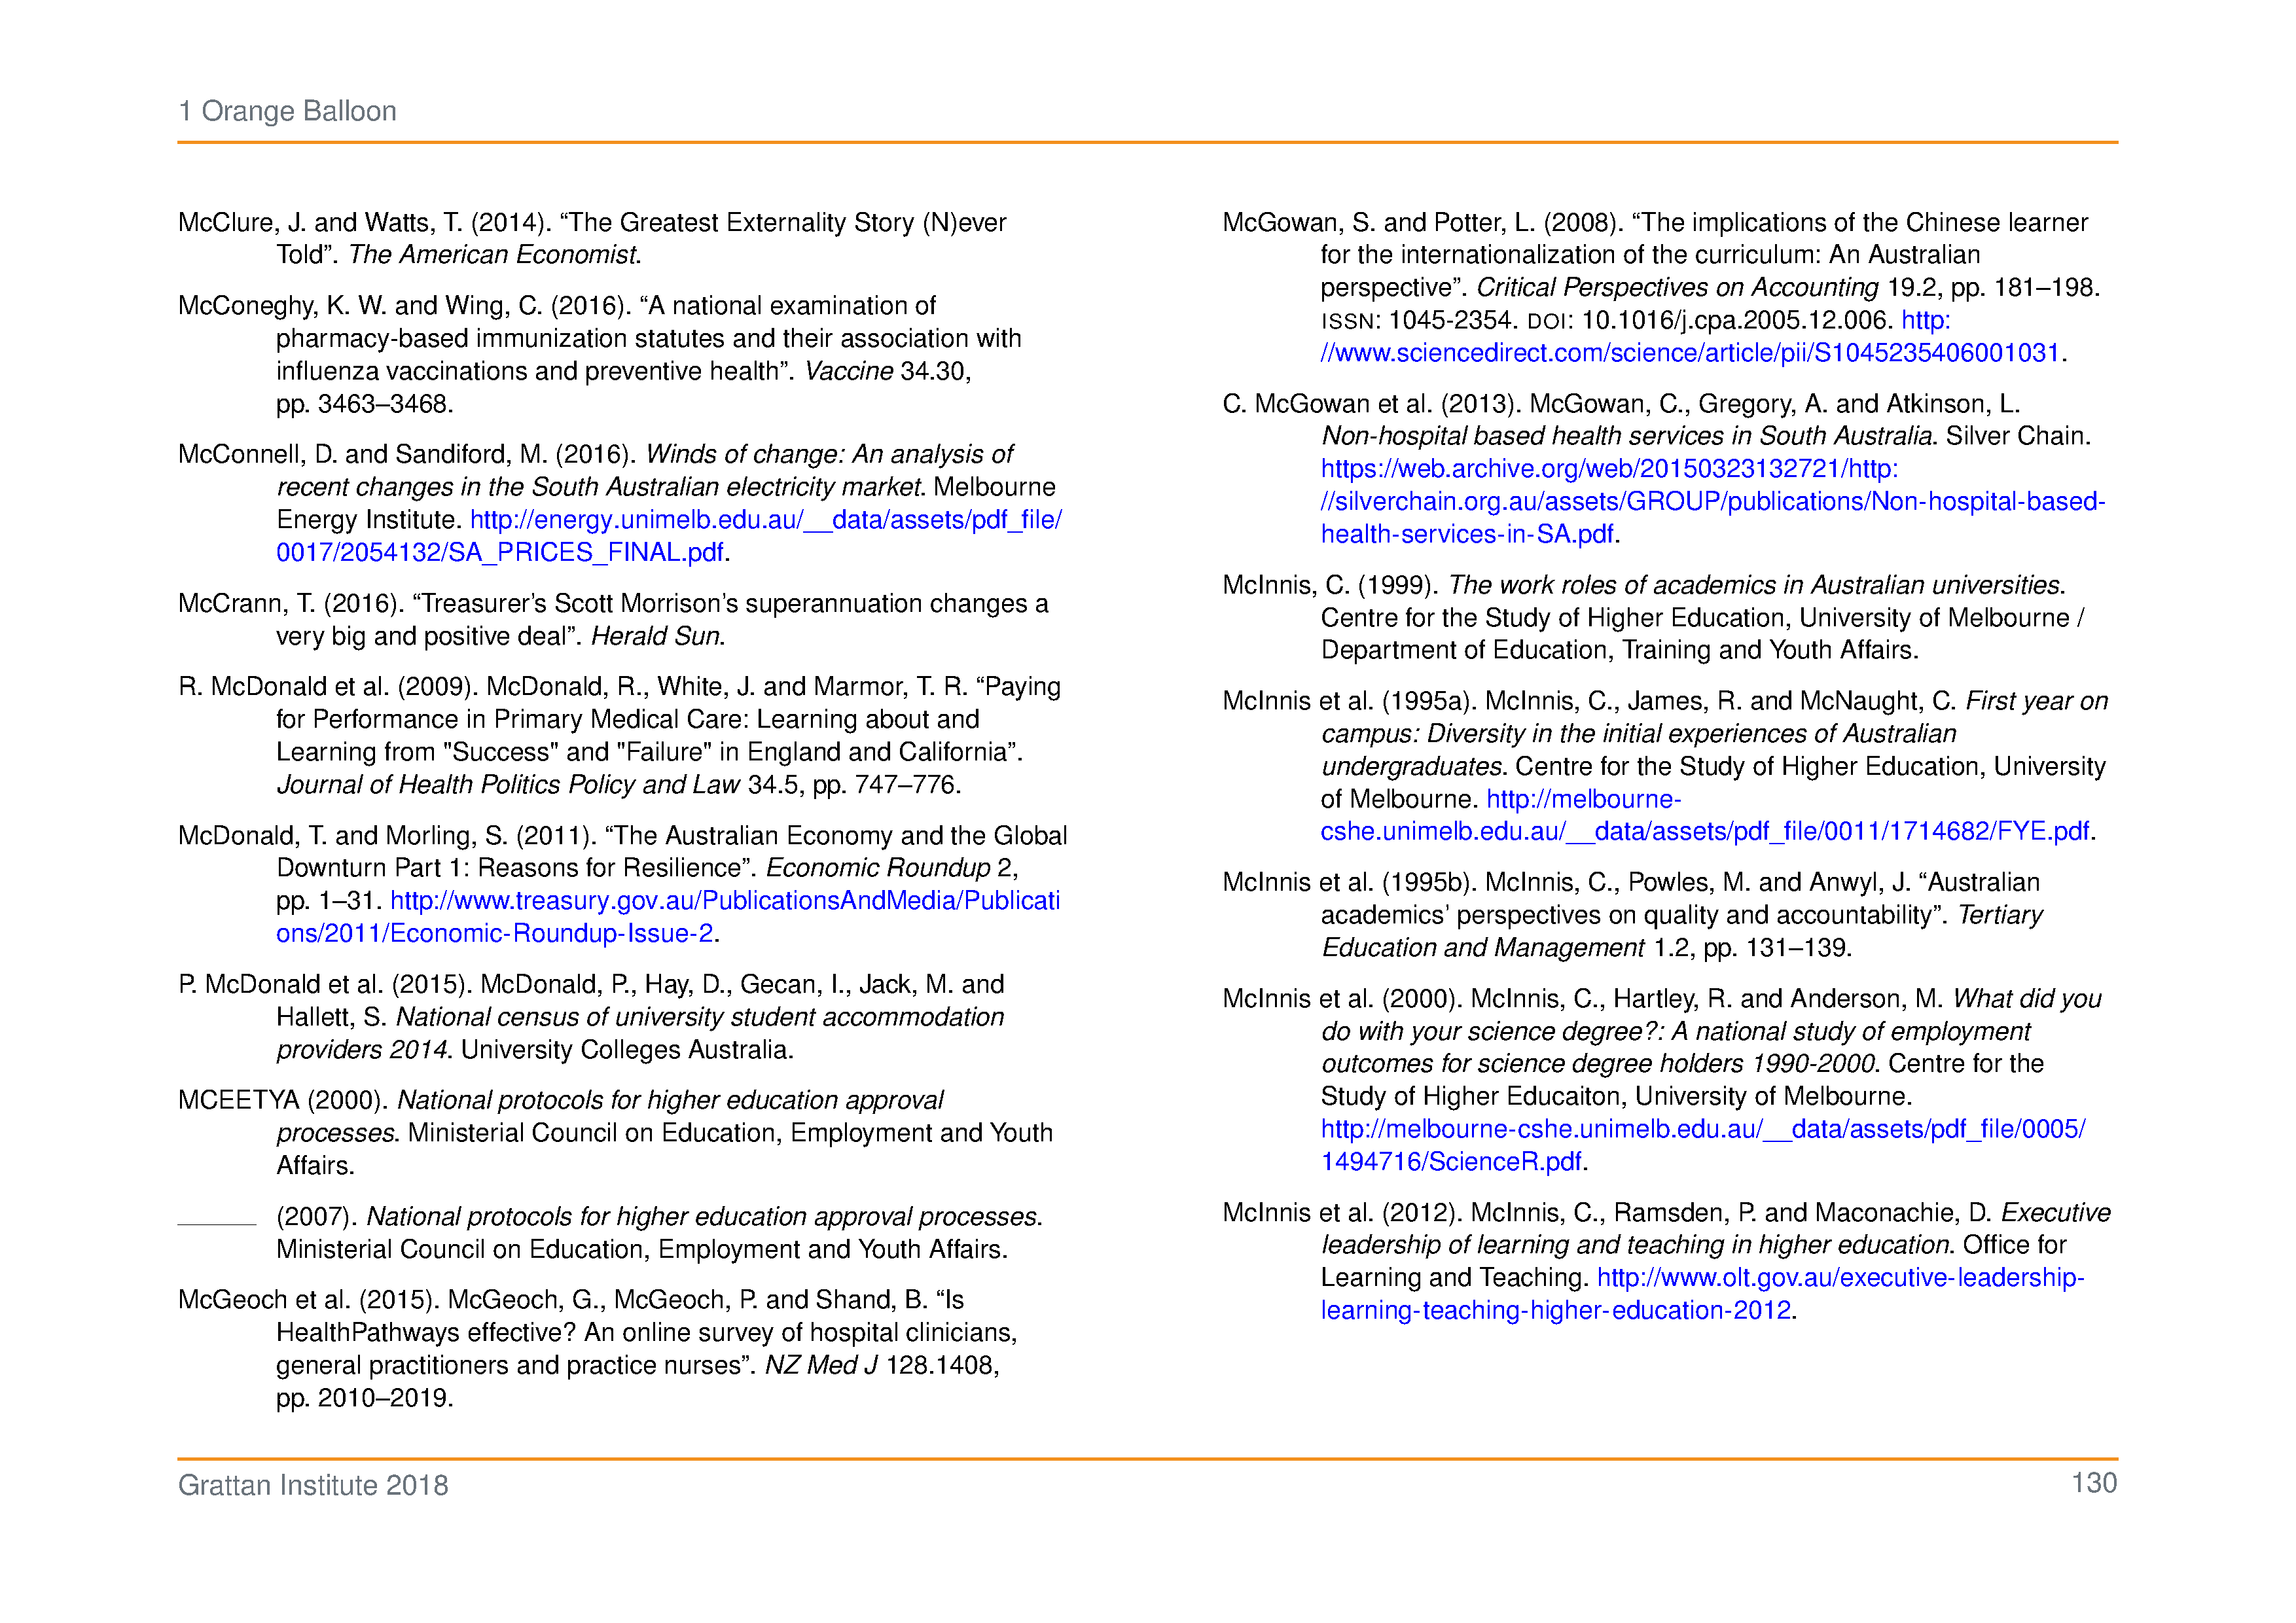 1 Orange Balloon
McClure, J. and Watts, T. (2014). “The Greatest Externality Story (N)ever
Told”. The American Economist.
McConeghy, K. W. and Wing, C. (2016). “A national examination of
pharmacy-based immunization statutes and their association with
influenza vaccinations and preventive health”. Vaccine 34.30,
pp. 3463–3468.
McConnell, D. and Sandiford, M. (2016). Winds of change: An analysis of
recent changes in the South Australian electricity market. Melbourne
Energy Institute. http://energy.unimelb.edu.au/__data/assets/pdf_file/
0017/2054132/SA_PRICES_FINAL.pdf.
McCrann, T. (2016). “Treasurer’s Scott Morrison’s superannuation changes a
very big and positive deal”. Herald Sun.
R. McDonald et al. (2009). McDonald, R., White, J. and Marmor, T. R. “Paying
for Performance in Primary Medical Care: Learning about and
Learning from "Success" and "Failure" in England and California”.
Journal of Health Politics Policy and Law 34.5, pp. 747–776.
McDonald, T. and Morling, S. (2011). “The Australian Economy and the Global
Downturn Part 1: Reasons for Resilience”. Economic Roundup 2,
pp. 1–31. http://www.treasury.gov.au/PublicationsAndMedia/Publicati
ons/2011/Economic-Roundup-Issue-2.
P. McDonald et al. (2015). McDonald, P., Hay, D., Gecan, I., Jack, M. and
Hallett, S. National census of university student accommodation
providers 2014. University Colleges Australia.
MCEETYA (2000). National protocols for higher education approval
processes. Ministerial Council on Education, Employment and Youth
Affairs.
______ (2007). National protocols for higher education approval processes.
Ministerial Council on Education, Employment and Youth Affairs.
McGeoch et al. (2015). McGeoch, G., McGeoch, P. and Shand, B. “Is
HealthPathways effective? An online survey of hospital clinicians,
general practitioners and practice nurses”. NZ Med J 128.1408,
pp. 2010–2019.
McGowan, S. and Potter, L. (2008). “The implications of the Chinese learner
for the internationalization of the curriculum: An Australian
perspective”. Critical Perspectives on Accounting 19.2, pp. 181–198.
ISSN: 1045-2354. DOI: 10.1016/j.cpa.2005.12.006. http:
//www.sciencedirect.com/science/article/pii/S1045235406001031.
C. McGowan et al. (2013). McGowan, C., Gregory, A. and Atkinson, L.
Non-hospital based health services in South Australia. Silver Chain.
https://web.archive.org/web/20150323132721/http:
//silverchain.org.au/assets/GROUP/publications/Non-hospital-based-
health-services-in-SA.pdf.
McInnis, C. (1999). The work roles of academics in Australian universities.
Centre for the Study of Higher Education, University of Melbourne /
Department of Education, Training and Youth Affairs.
McInnis et al. (1995a). McInnis, C., James, R. and McNaught, C. First year on
campus: Diversity in the initial experiences of Australian
undergraduates. Centre for the Study of Higher Education, University
of Melbourne. http://melbourne-
cshe.unimelb.edu.au/__data/assets/pdf_file/0011/1714682/FYE.pdf.
McInnis et al. (1995b). McInnis, C., Powles, M. and Anwyl, J. “Australian
academics’ perspectives on quality and accountability”. Tertiary
Education and Management 1.2, pp. 131–139.
McInnis et al. (2000). McInnis, C., Hartley, R. and Anderson, M. What did you
do with your science degree?: A national study of employment
outcomes for science degree holders 1990-2000. Centre for the
Study of Higher Educaiton, University of Melbourne.
http://melbourne-cshe.unimelb.edu.au/__data/assets/pdf_file/0005/
1494716/ScienceR.pdf.
McInnis et al. (2012). McInnis, C., Ramsden, P. and Maconachie, D. Executive
leadership of learning and teaching in higher education. Office for
Learning and Teaching. http://www.olt.gov.au/executive-leadership-
learning-teaching-higher-education-2012.
Grattan Institute 2018
130